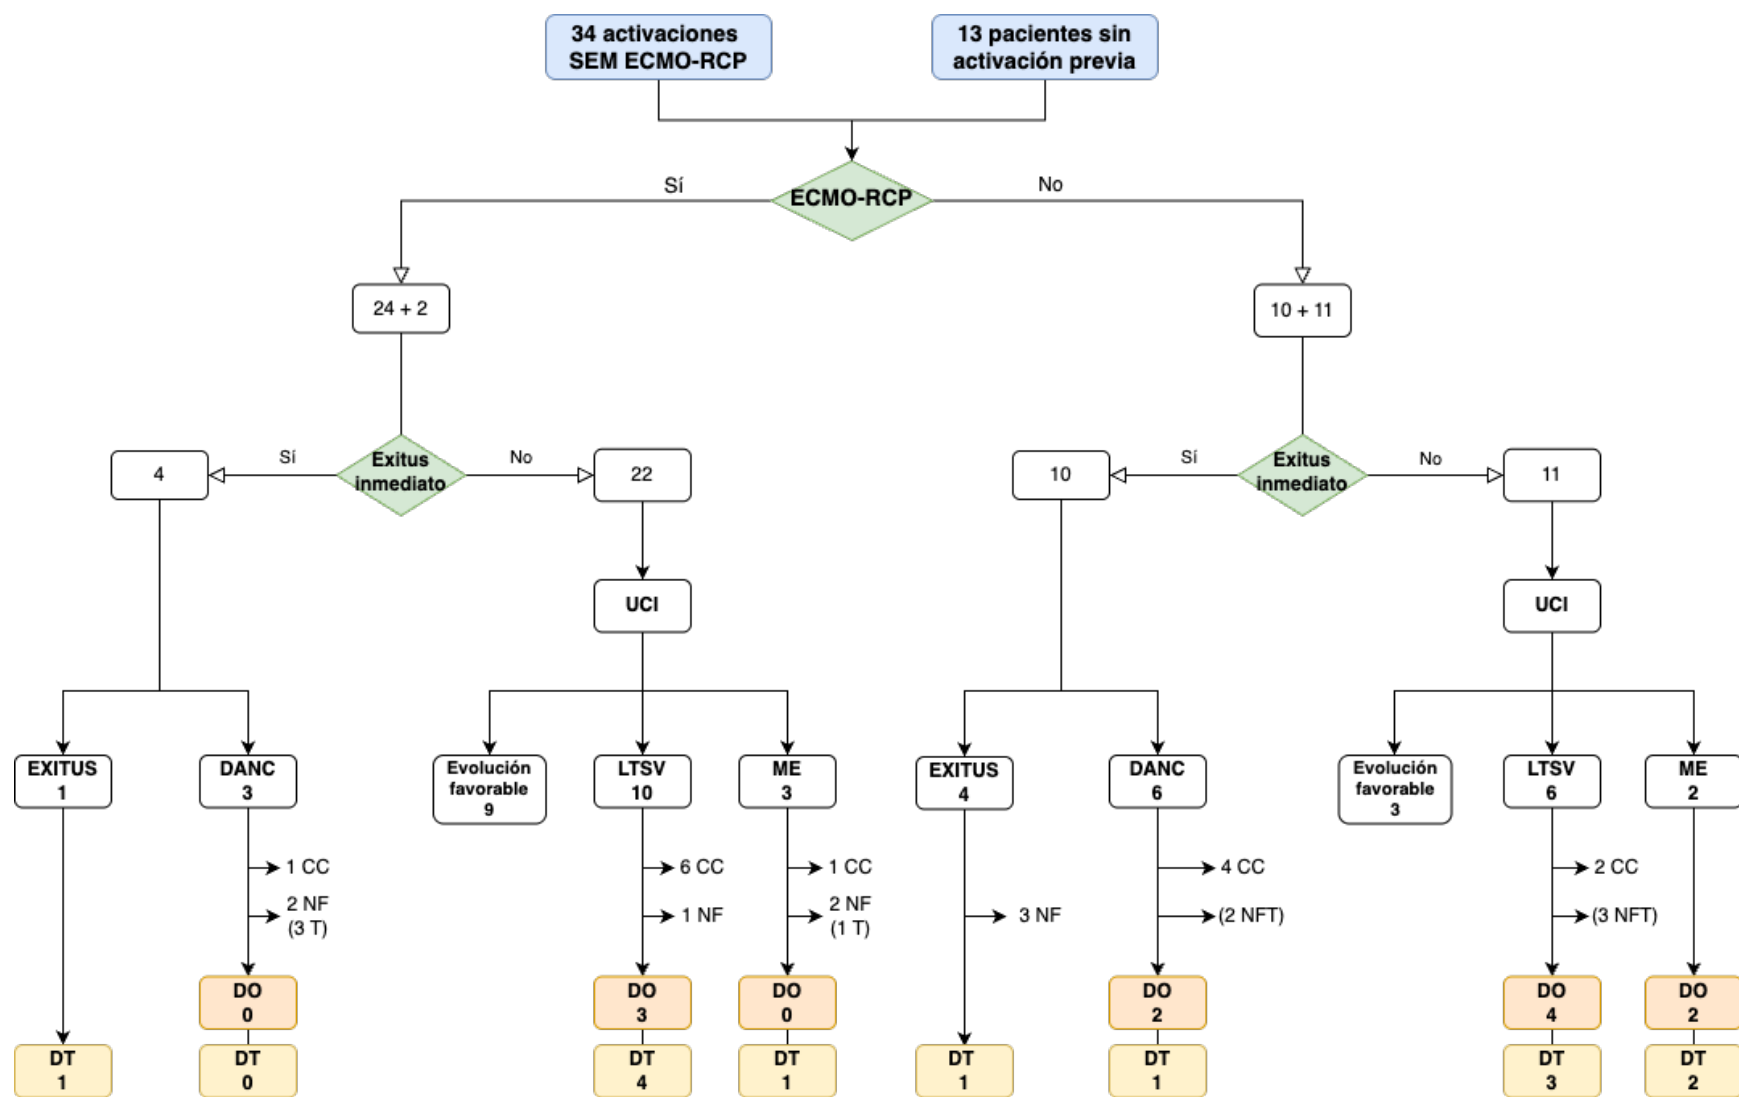 34 activaciones
SEM ECMO-RCP
13 pacientes sin
activación previa
ECMO-RCP
Sí
No
24 + 2
10 + 11
Exitus
inmediato
Sí
No
4
22
Exitus
inmediato
Sí
No
10
11
UCI
UCI
EXITUS
1
DANC
3
Evolución
favorable
9
LTSV
10
ME
3
EXITUS
4
DANC
6
Evolución
favorable
3
LTSV
6
ME
2
1 CC
2 NF
(3 T)
6 CC
1 NF
1 CC
2 NF
(1 T)
3 NF
4 CC
(2 NFT)
2 CC
(3 NFT)
DO
0
DO
3
DO
0
DO
2
DO
4
DO
2
DT
1
DT
0
DT
4
DT
1
DT
1
DT
1
DT
3
DT
2